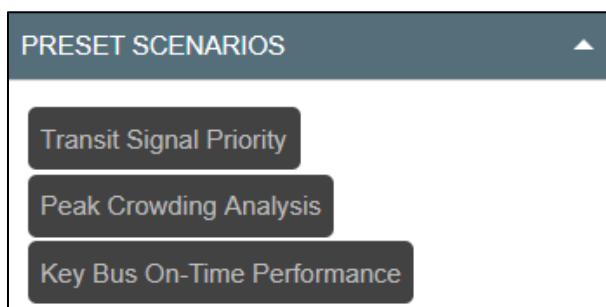 PRESET SCENARIOS
Transit Signal Priority
Peak Crowding Analysis
Key Bus On-Time Performance